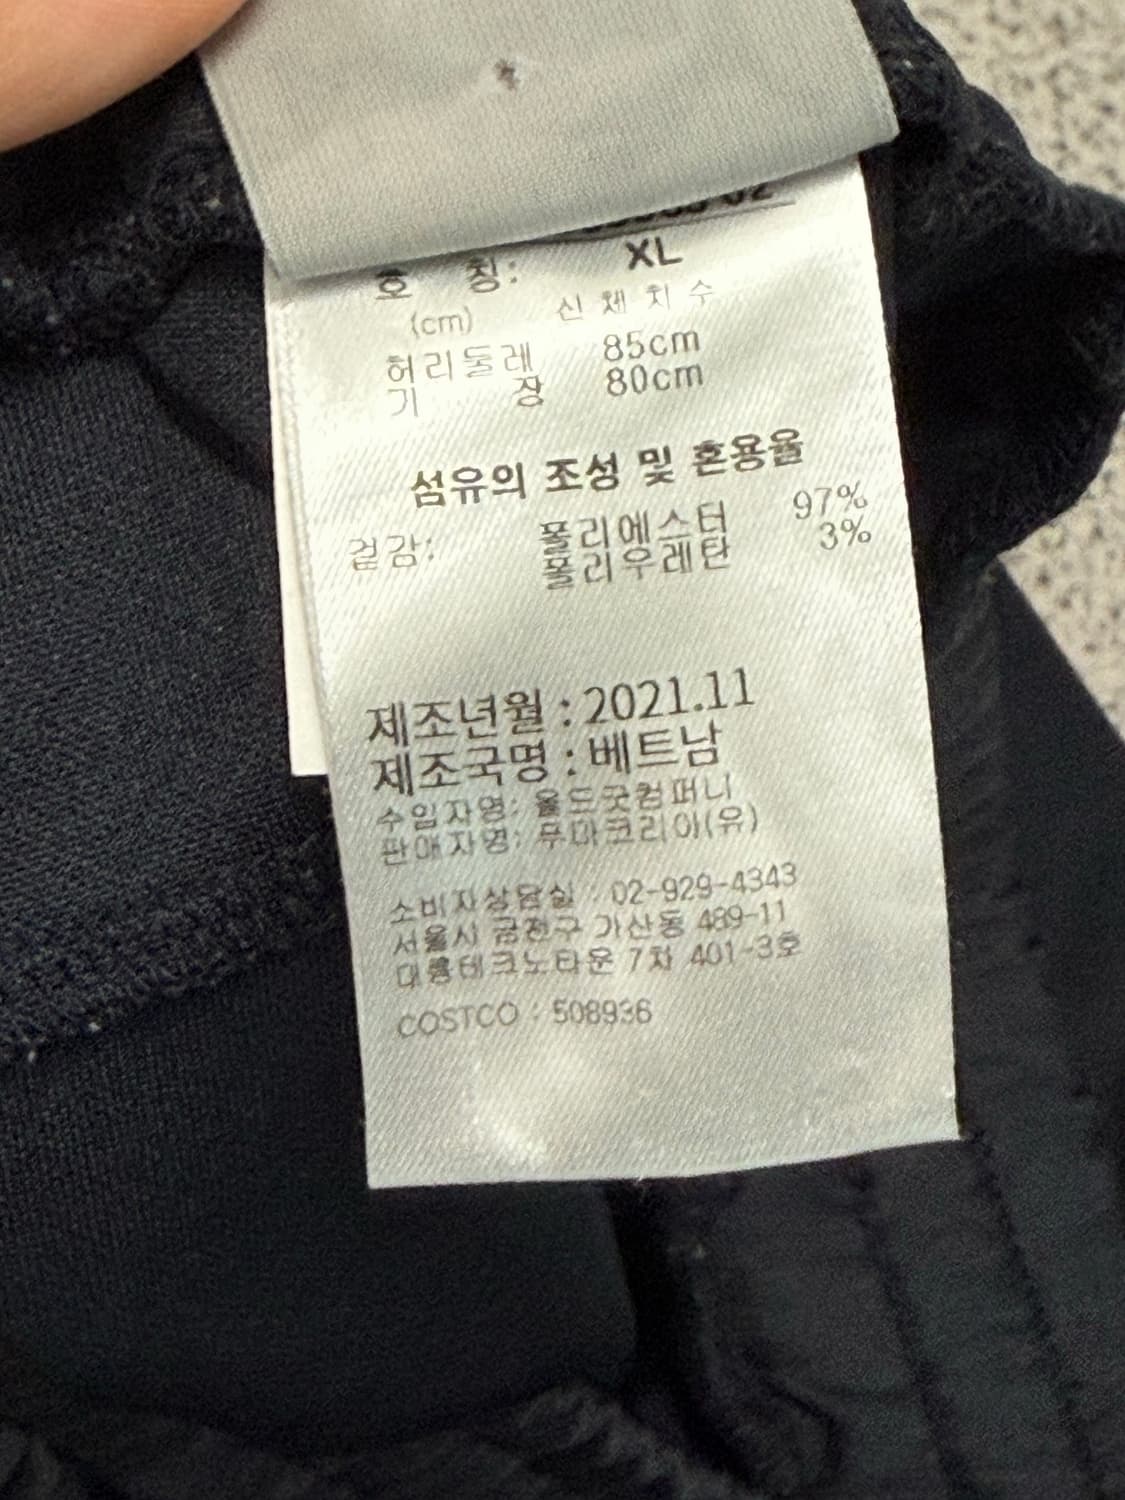 호 칭: XL
(cm) 신 체 치 수
허리둘레 85cm
기 장 80cm
섬유의 조성 및 혼용율
겉감: 폴리에스터 97%
폴리우레탄 3%
제조년월 : 2021.11
제조국명 : 베트남
수입자명: 월드굿컴퍼니
판매자명: 푸마코리아(유)
소비자상담실 : 02-929-4343
서울시 금천구 가산동 489-11
대륭테크노타운 7차 401-3호
COSTCO : 508936